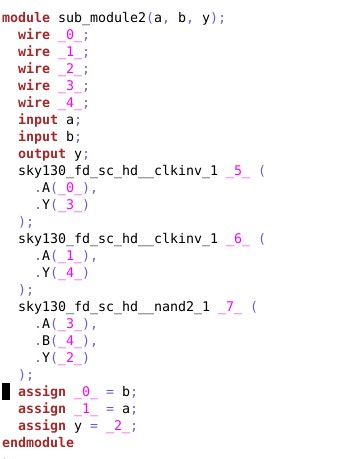 module sub_module2(a, b, y);
  wire _0_;
  wire _1_;
  wire _2_;
  wire _3_;
  wire _4_;
  input a;
  input b;
  output y;
  sky130_fd_sc_hd__clkinv_1 _5_ (
    .A(_0_),
    .Y(_3_)
  );
  sky130_fd_sc_hd__clkinv_1 _6_ (
    .A(_1_),
    .Y(_4_)
  );
  sky130_fd_sc_hd__nand2_1 _7_ (
    .A(_3_),
    .B(_4_),
    .Y(_2_)
  );
  assign _0_ = b;
  assign _1_ = a;
  assign y = _2_;
endmodule